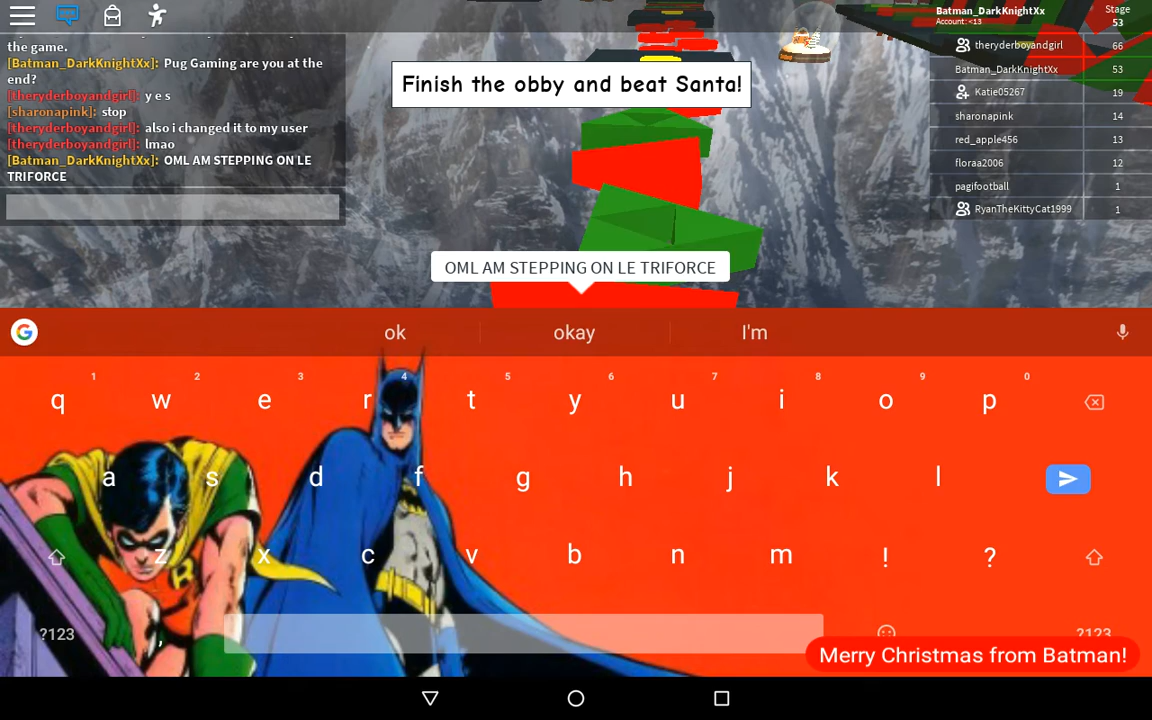 the game.
[Batman_DarkKnightXx]: Pug Gaming are you at the
end?
[theryderboyandgirl]: y e s
[sharonapink]: stop
[theryderboyandgirl]: also i changed it to my user
[theryderboyandgirl]: lmao
[Batman_DarkKnightXx]: OML AM STEPPING ON LE
TRIFORCE
Finish the obby and beat Santa!
Batman_DarkKnightXx Stage
Account: <13 53
theryderboyandgirl 66
Batman_DarkKnightXx 53
Katie05267 19
sharonapink 14
red_apple456 13
floraa2006 12
pagifootball 1
RyanTheKittyCat1999 1
OML AM STEPPING ON LE TRIFORCE
G ok okay I'm
1 2 3 4 5 6 7 8 9 0
q w e r t y u i o p
a s d f g h j k l
z x c v b n m ! ?
R
?123 , ?123
Merry Christmas from Batman!